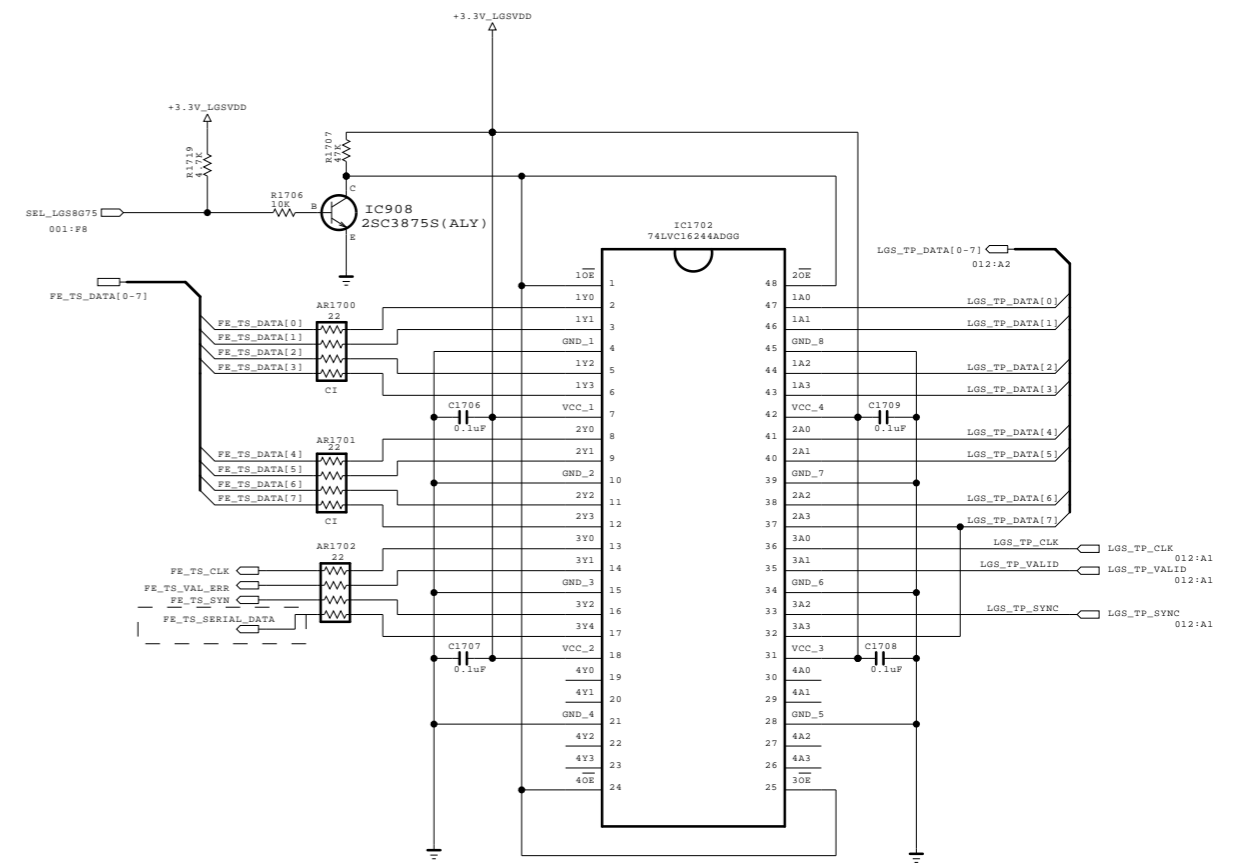 +3.3V_LGSVDD
+3.3V_LGSVDD
R1719
4.7K
R1707
47K
R1706
10K
C
B
E
IC908
2SC3875S(ALY)
SEL_LGS8G75
001:F8
IC1702
74LVC16244ADGG
LGS_TP_DATA[0-7]
012:A2
FE_TS_DATA[0-7]
1OE 1 48 2OE
1Y0 2 47 1A0 LGS_TP_DATA[0]
1Y1 3 46 1A1 LGS_TP_DATA[1]
GND_1 4 45 GND_8
1Y2 5 44 1A2 LGS_TP_DATA[2]
1Y3 6 43 1A3 LGS_TP_DATA[3]
VCC_1 7 42 VCC_4
2Y0 8 41 2A0 LGS_TP_DATA[4]
2Y1 9 40 2A1 LGS_TP_DATA[5]
GND_2 10 39 GND_7
2Y2 11 38 2A2 LGS_TP_DATA[6]
2Y3 12 37 2A3 LGS_TP_DATA[7]
3Y0 13 36 3A0 LGS_TP_CLK
3Y1 14 35 3A1 LGS_TP_VALID
GND_3 15 34 GND_6
3Y2 16 33 3A2 LGS_TP_SYNC
3Y4 17 32 3A3
VCC_2 18 31 VCC_3
4Y0 19 30 4A0
4Y1 20 29 4A1
GND_4 21 28 GND_5
4Y2 22 27 4A2
4Y3 23 26 4A3
4OE 24 25 3OE
AR1700
22
FE_TS_DATA[0]
FE_TS_DATA[1]
FE_TS_DATA[2]
FE_TS_DATA[3]
CI
C1706
0.1uF
C1709
0.1uF
AR1701
22
FE_TS_DATA[4]
FE_TS_DATA[5]
FE_TS_DATA[6]
FE_TS_DATA[7]
CI
AR1702
22
FE_TS_CLK
FE_TS_VAL_ERR
FE_TS_SYN
FE_TS_SERIAL_DATA
C1707
0.1uF
C1708
0.1uF
LGS_TP_CLK
012:A1
LGS_TP_VALID
012:A1
LGS_TP_SYNC
012:A1